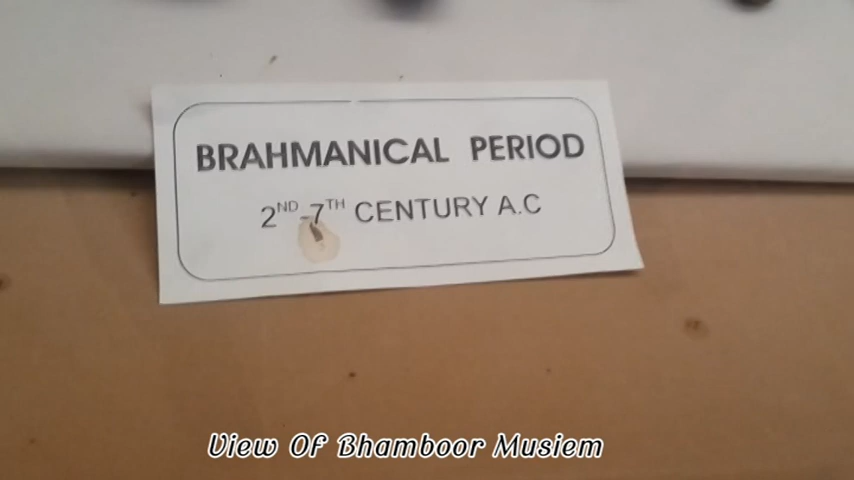 BRAHMANICAL PERIOD
2ND-7TH CENTURY A.C
View Of Bhamboor Musiem